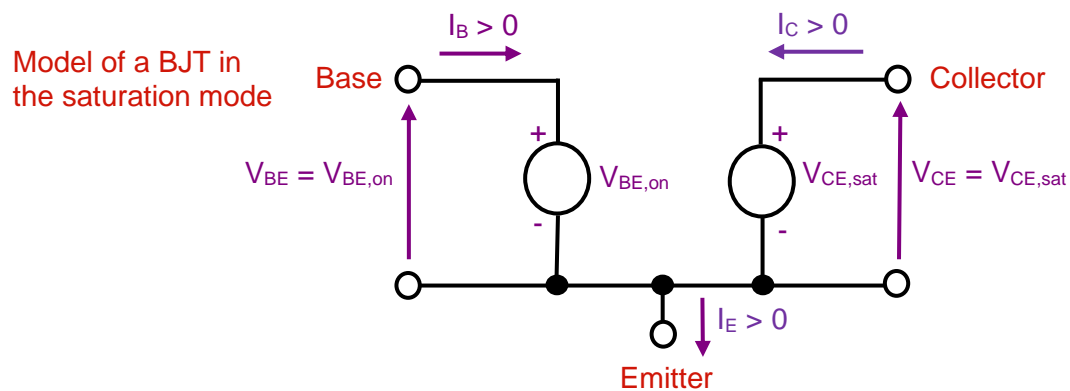 Model of a BJT in
the saturation mode
I_B > 0
I_C > 0
Base
Collector
+
+
V_BE = V_BE,on
V_BE,on
V_CE,sat
V_CE = V_CE,sat
-
-
I_E > 0
Emitter